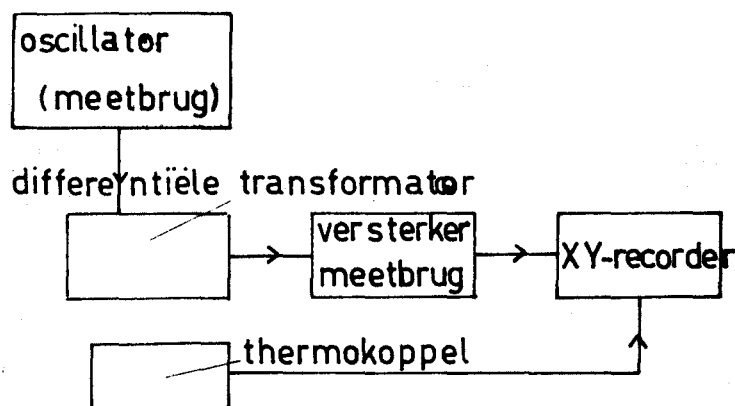 oscillator
(meetbrug)
differentiële transformator
versterker
meetbrug
XY-recorder
thermokoppel